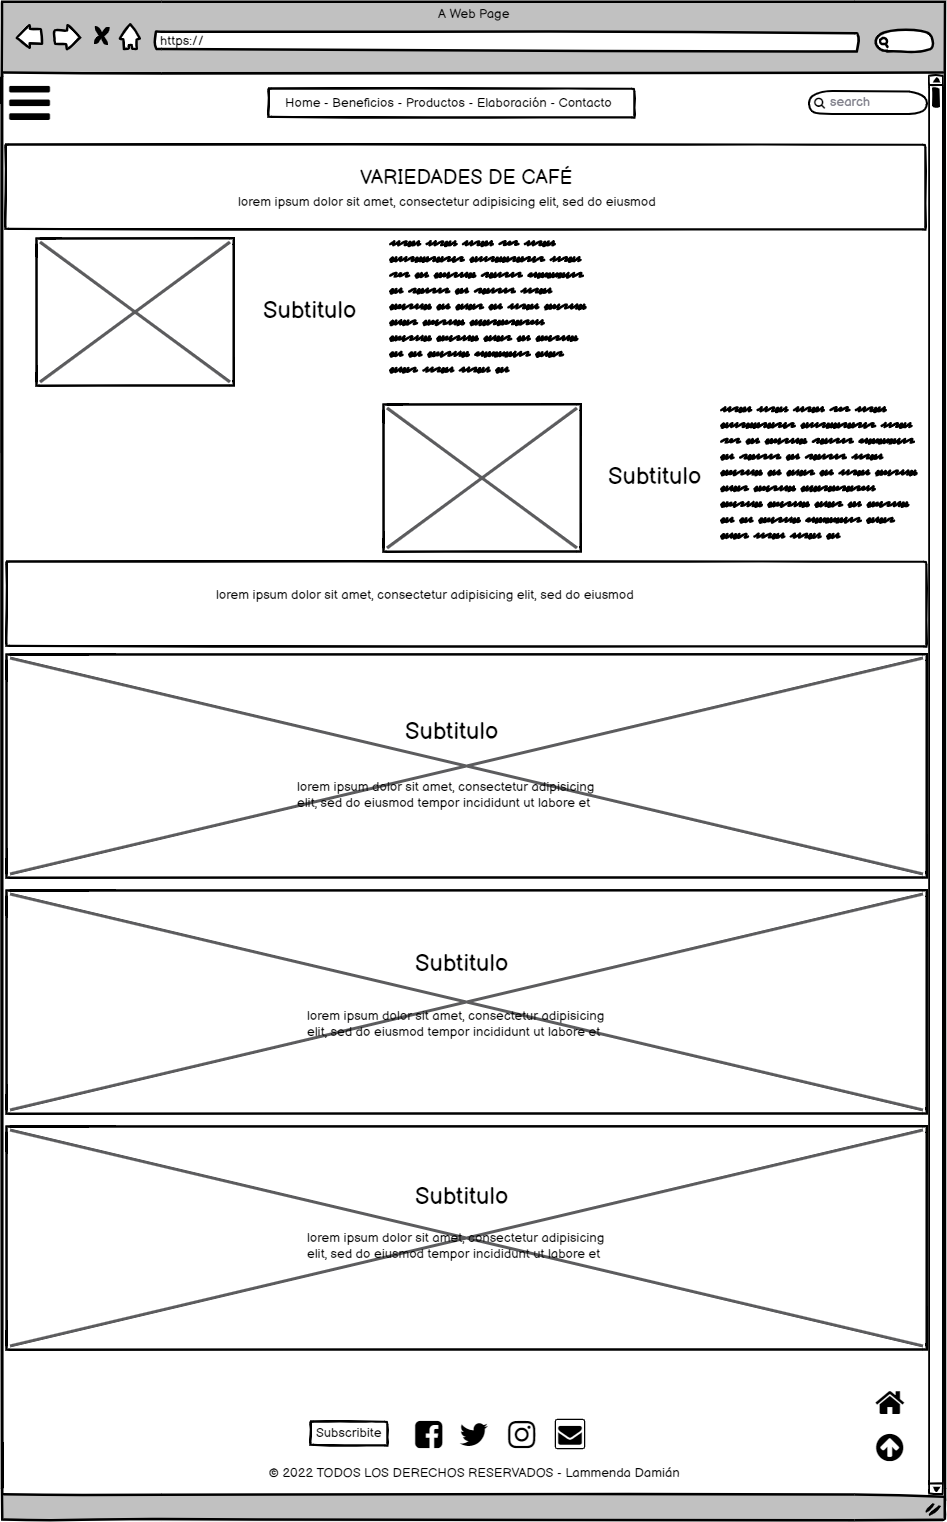 A Web Page
https://
Home - Beneficios - Productos - Elaboración - Contacto
search
VARIEDADES DE CAFÉ
lorem ipsum dolor sit amet, consectetur adipisicing elit, sed do eiusmod
Subtitulo
Subtitulo
lorem ipsum dolor sit amet, consectetur adipisicing elit, sed do eiusmod
Subtitulo
lorem ipsum dolor sit amet, consectetur adipisicing
elit, sed do eiusmod tempor incididunt ut labore et
Subtitulo
lorem ipsum dolor sit amet, consectetur adipisicing
elit, sed do eiusmod tempor incididunt ut labore et
Subtitulo
lorem ipsum dolor sit amet, consectetur adipisicing
elit, sed do eiusmod tempor incididunt ut labore et
Subscribite
© 2022 TODOS LOS DERECHOS RESERVADOS - Lammenda Damián